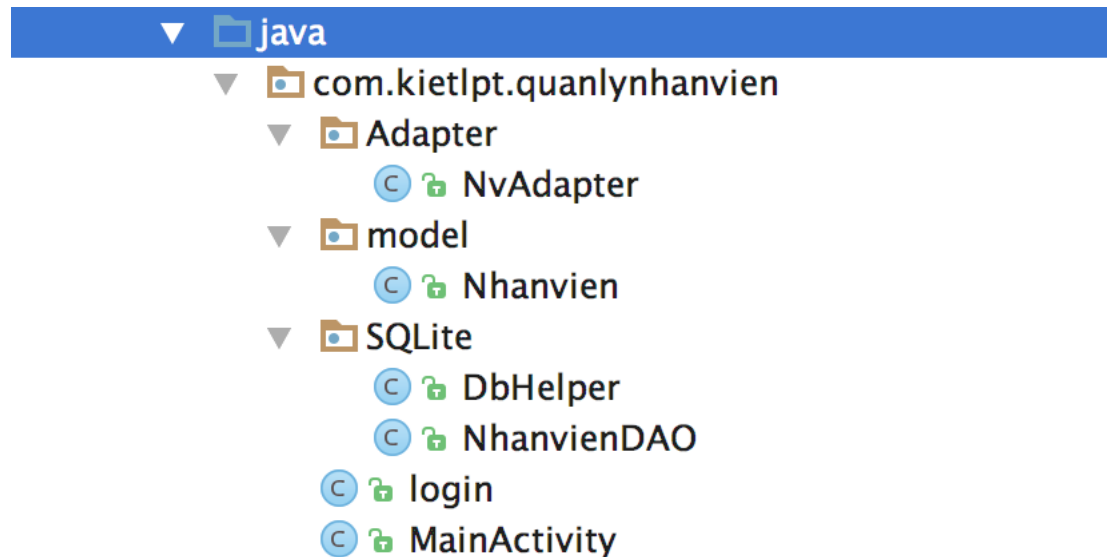 java
com.kietlpt.quanlynhanvien
Adapter
NvAdapter
model
Nhanvien
SQLite
DbHelper
NhanvienDAO
login
MainActivity